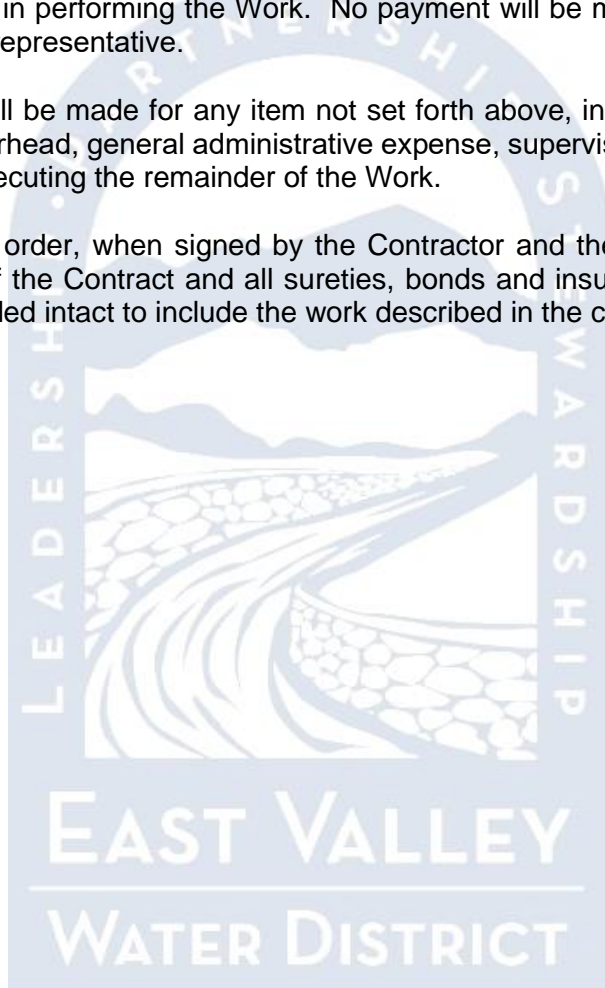 in performing the Work. No payment will be m
representative.
ll be made for any item not set forth above, in
rhead, general administrative expense, supervis
ecuting the remainder of the Work.
order, when signed by the Contractor and the
f the Contract and all sureties, bonds and insu
ded intact to include the work described in the c
LEADERSHIP • PARTNERSHIP • STEWARDSHIP
EAST VALLEY
WATER DISTRICT